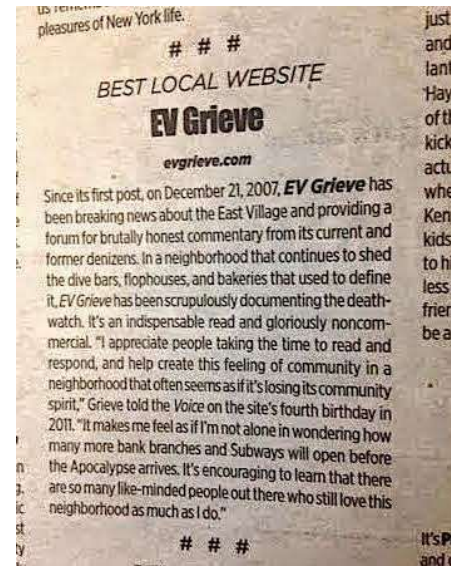 pleasures of New York life.
# # #
BEST LOCAL WEBSITE
EV Grieve
evgrieve.com
Since its first post, on December 21, 2007, EV Grieve has
been breaking news about the East Village and providing a
forum for brutally honest commentary from its current and
former denizens. In a neighborhood that continues to shed
the dive bars, flophouses, and bakeries that used to define
it, EV Grieve has been scrupulously documenting the death-
watch. It's an indispensable read and gloriously noncom-
mercial. "I appreciate people taking the time to read and
respond, and help create this feeling of community in a
neighborhood that often seems as if it's losing its community
spirit," Grieve told the Voice on the site's fourth birthday in
2011. "It makes me feel as if I'm not alone in wondering how
many more bank branches and Subways will open before
the Apocalypse arrives. It's encouraging to learn that there
are so many like-minded people out there who still love this
neighborhood as much as I do."
# # #
just
and
of th
kick
actu
whe
Ken
kids
to hi
less
frien
be a
It's P
and